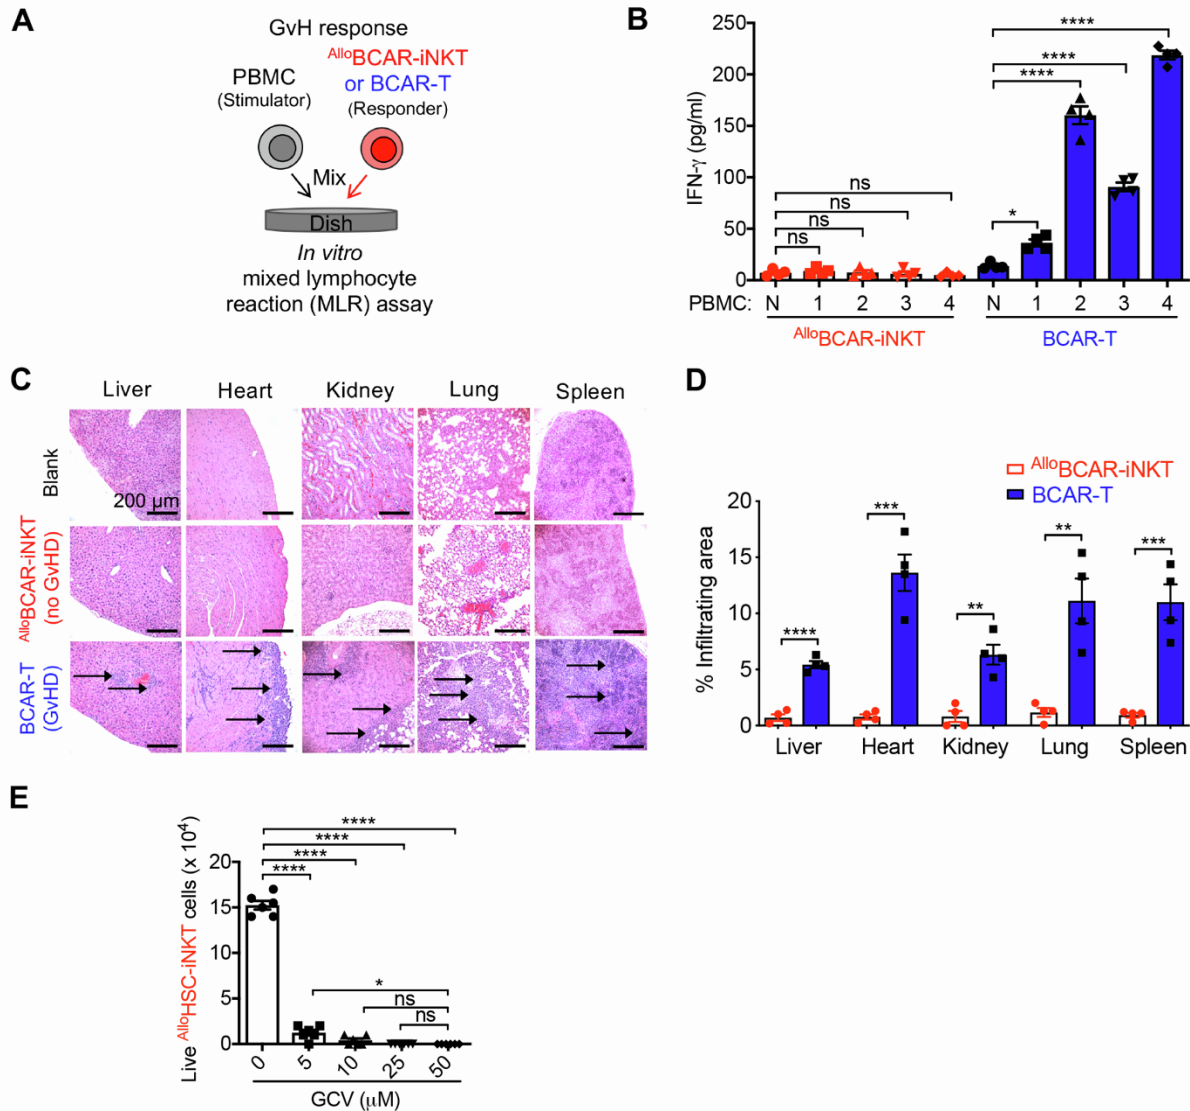 A
GvH response
PBMC
(Stimulator)
AlloBCAR-iNKT
or BCAR-T
(Responder)
Mix
Dish
In vitro
mixed lymphocyte
reaction (MLR) assay
B
IFN-γ (pg/ml)
250
200
150
100
50
0
ns
ns
ns
ns
*
****
****
****
PBMC: N 1 2 3 4 N 1 2 3 4
AlloBCAR-iNKT BCAR-T
C
Liver Heart Kidney Lung Spleen
Blank
200 µm
AlloBCAR-iNKT
(no GvHD)
BCAR-T
(GvHD)
D
AlloBCAR-iNKT
BCAR-T
% Infiltrating area
20
15
10
5
0
**** *** ** ** ***
Liver Heart Kidney Lung Spleen
E
Live AlloHSC-iNKT cells (x 10⁴)
20
15
10
5
0
****
****
****
****
*
ns
ns
0 5 10 25 50
GCV (µM)